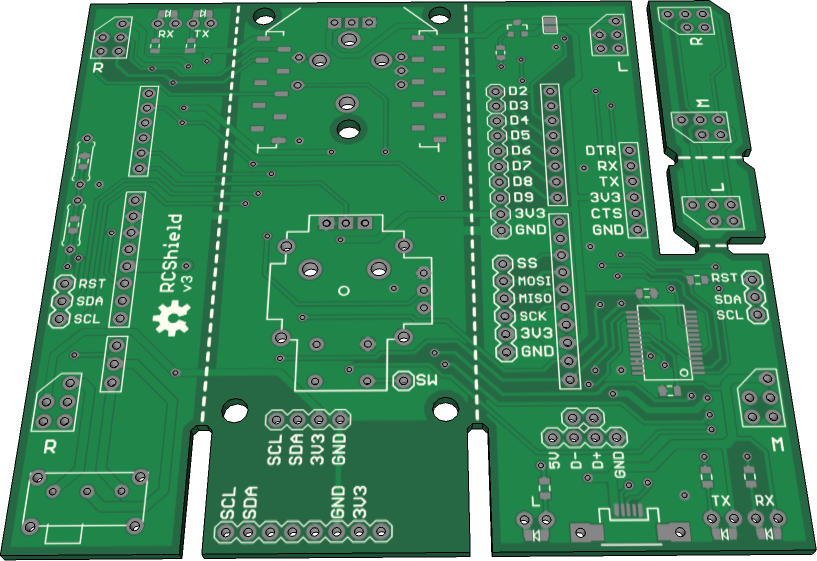 RX TX
R
L
R
M
L
D2
D3
D4
D5
D6
D7
D8
D9
3V3
GND
DTR
RX
TX
3V3
CTS
GND
SS
MOSI
MISO
SCK
3V3
GND
RST
SDA
SCL
RCShield
v3
RST
SDA
SCL
SW
R
M
SCL
SDA
3V3
GND
5V
D-
D+
GND
SCL
SDA
GND
3V3
L
TX RX